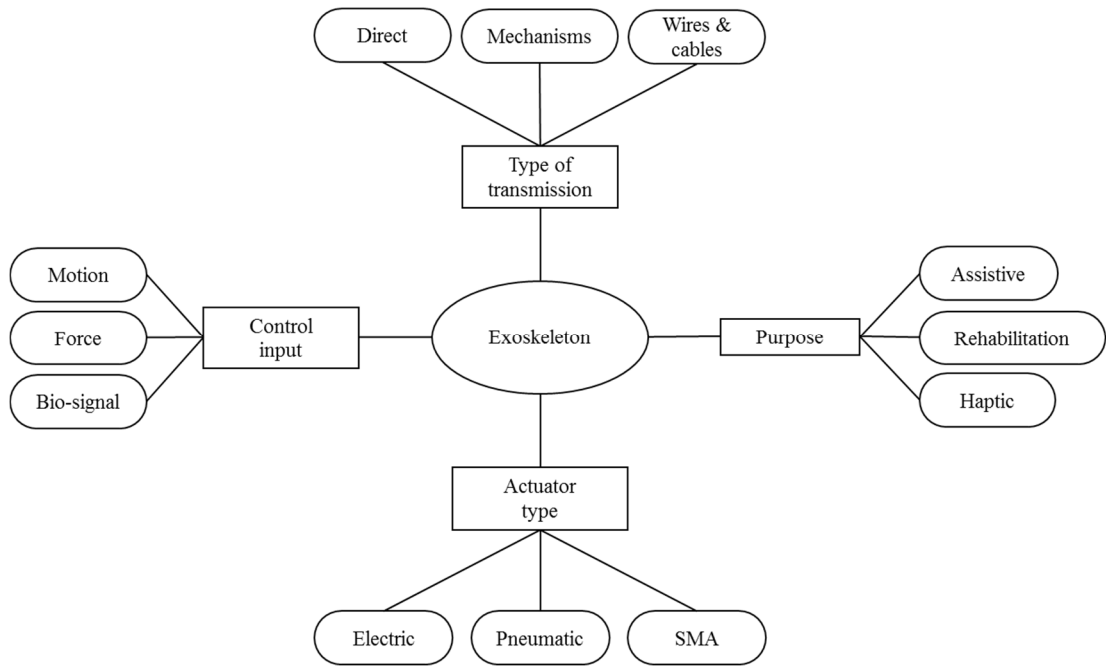 Direct
Mechanisms
Wires &
cables
Type of
transmission
Motion
Force
Bio-signal
Control
input
Exoskeleton
Purpose
Assistive
Rehabilitation
Haptic
Actuator
type
Electric
Pneumatic
SMA